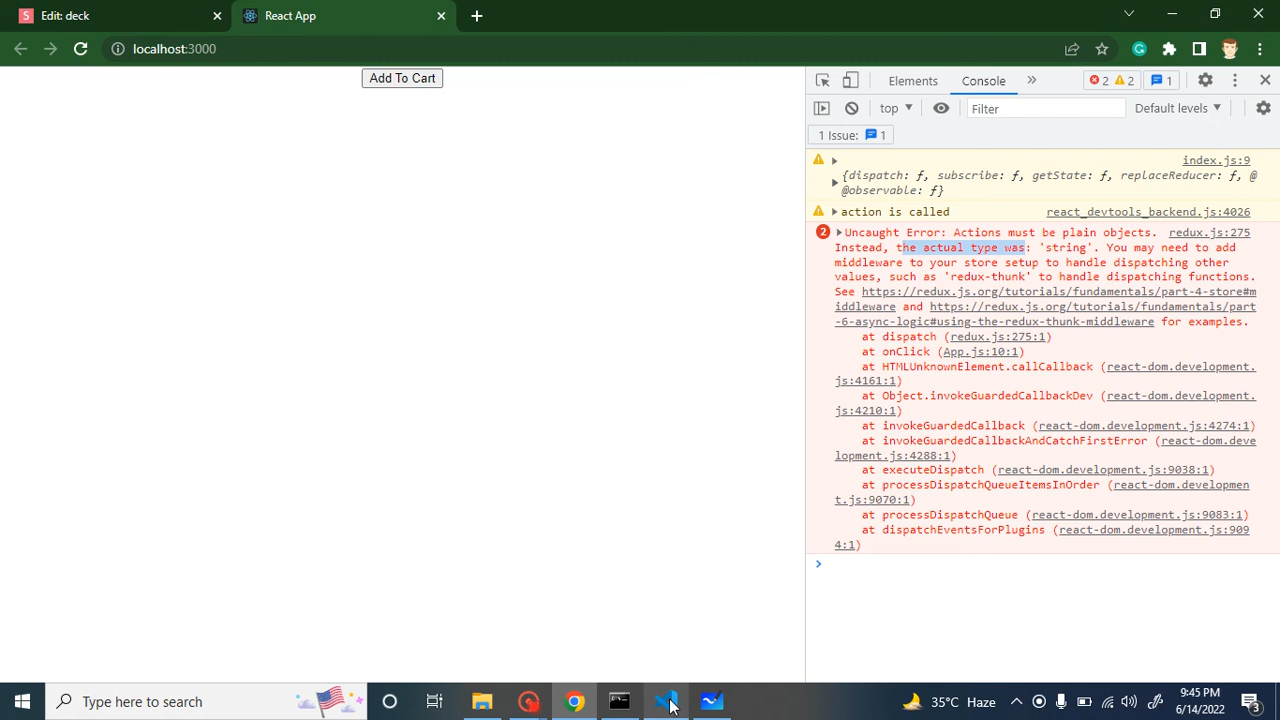 Edit: deck
React App
localhost:3000
Add To Cart
Elements Console 2 2 1
top Filter Default levels
1 Issue: 1
index.js:9
{dispatch: ƒ, subscribe: ƒ, getState: ƒ, replaceReducer: ƒ, @
@observable: ƒ}
action is called react_devtools_backend.js:4026
2 Uncaught Error: Actions must be plain objects. redux.js:275
Instead, the actual type was: 'string'. You may need to add
middleware to your store setup to handle dispatching other
values, such as 'redux-thunk' to handle dispatching functions.
See https://redux.js.org/tutorials/fundamentals/part-4-store#m
iddleware and https://redux.js.org/tutorials/fundamentals/part
-6-async-logic#using-the-redux-thunk-middleware for examples.
at dispatch (redux.js:275:1)
at onClick (App.js:10:1)
at HTMLUnknownElement.callCallback (react-dom.development.
js:4161:1)
at Object.invokeGuardedCallbackDev (react-dom.development.
js:4210:1)
at invokeGuardedCallback (react-dom.development.js:4274:1)
at invokeGuardedCallbackAndCatchFirstError (react-dom.deve
lopment.js:4288:1)
at executeDispatch (react-dom.development.js:9038:1)
at processDispatchQueueItemsInOrder (react-dom.developmen
t.js:9070:1)
at processDispatchQueue (react-dom.development.js:9083:1)
at dispatchEventsForPlugins (react-dom.development.js:909
4:1)
Type here to search
35°C Haze
9:45 PM
6/14/2022
3